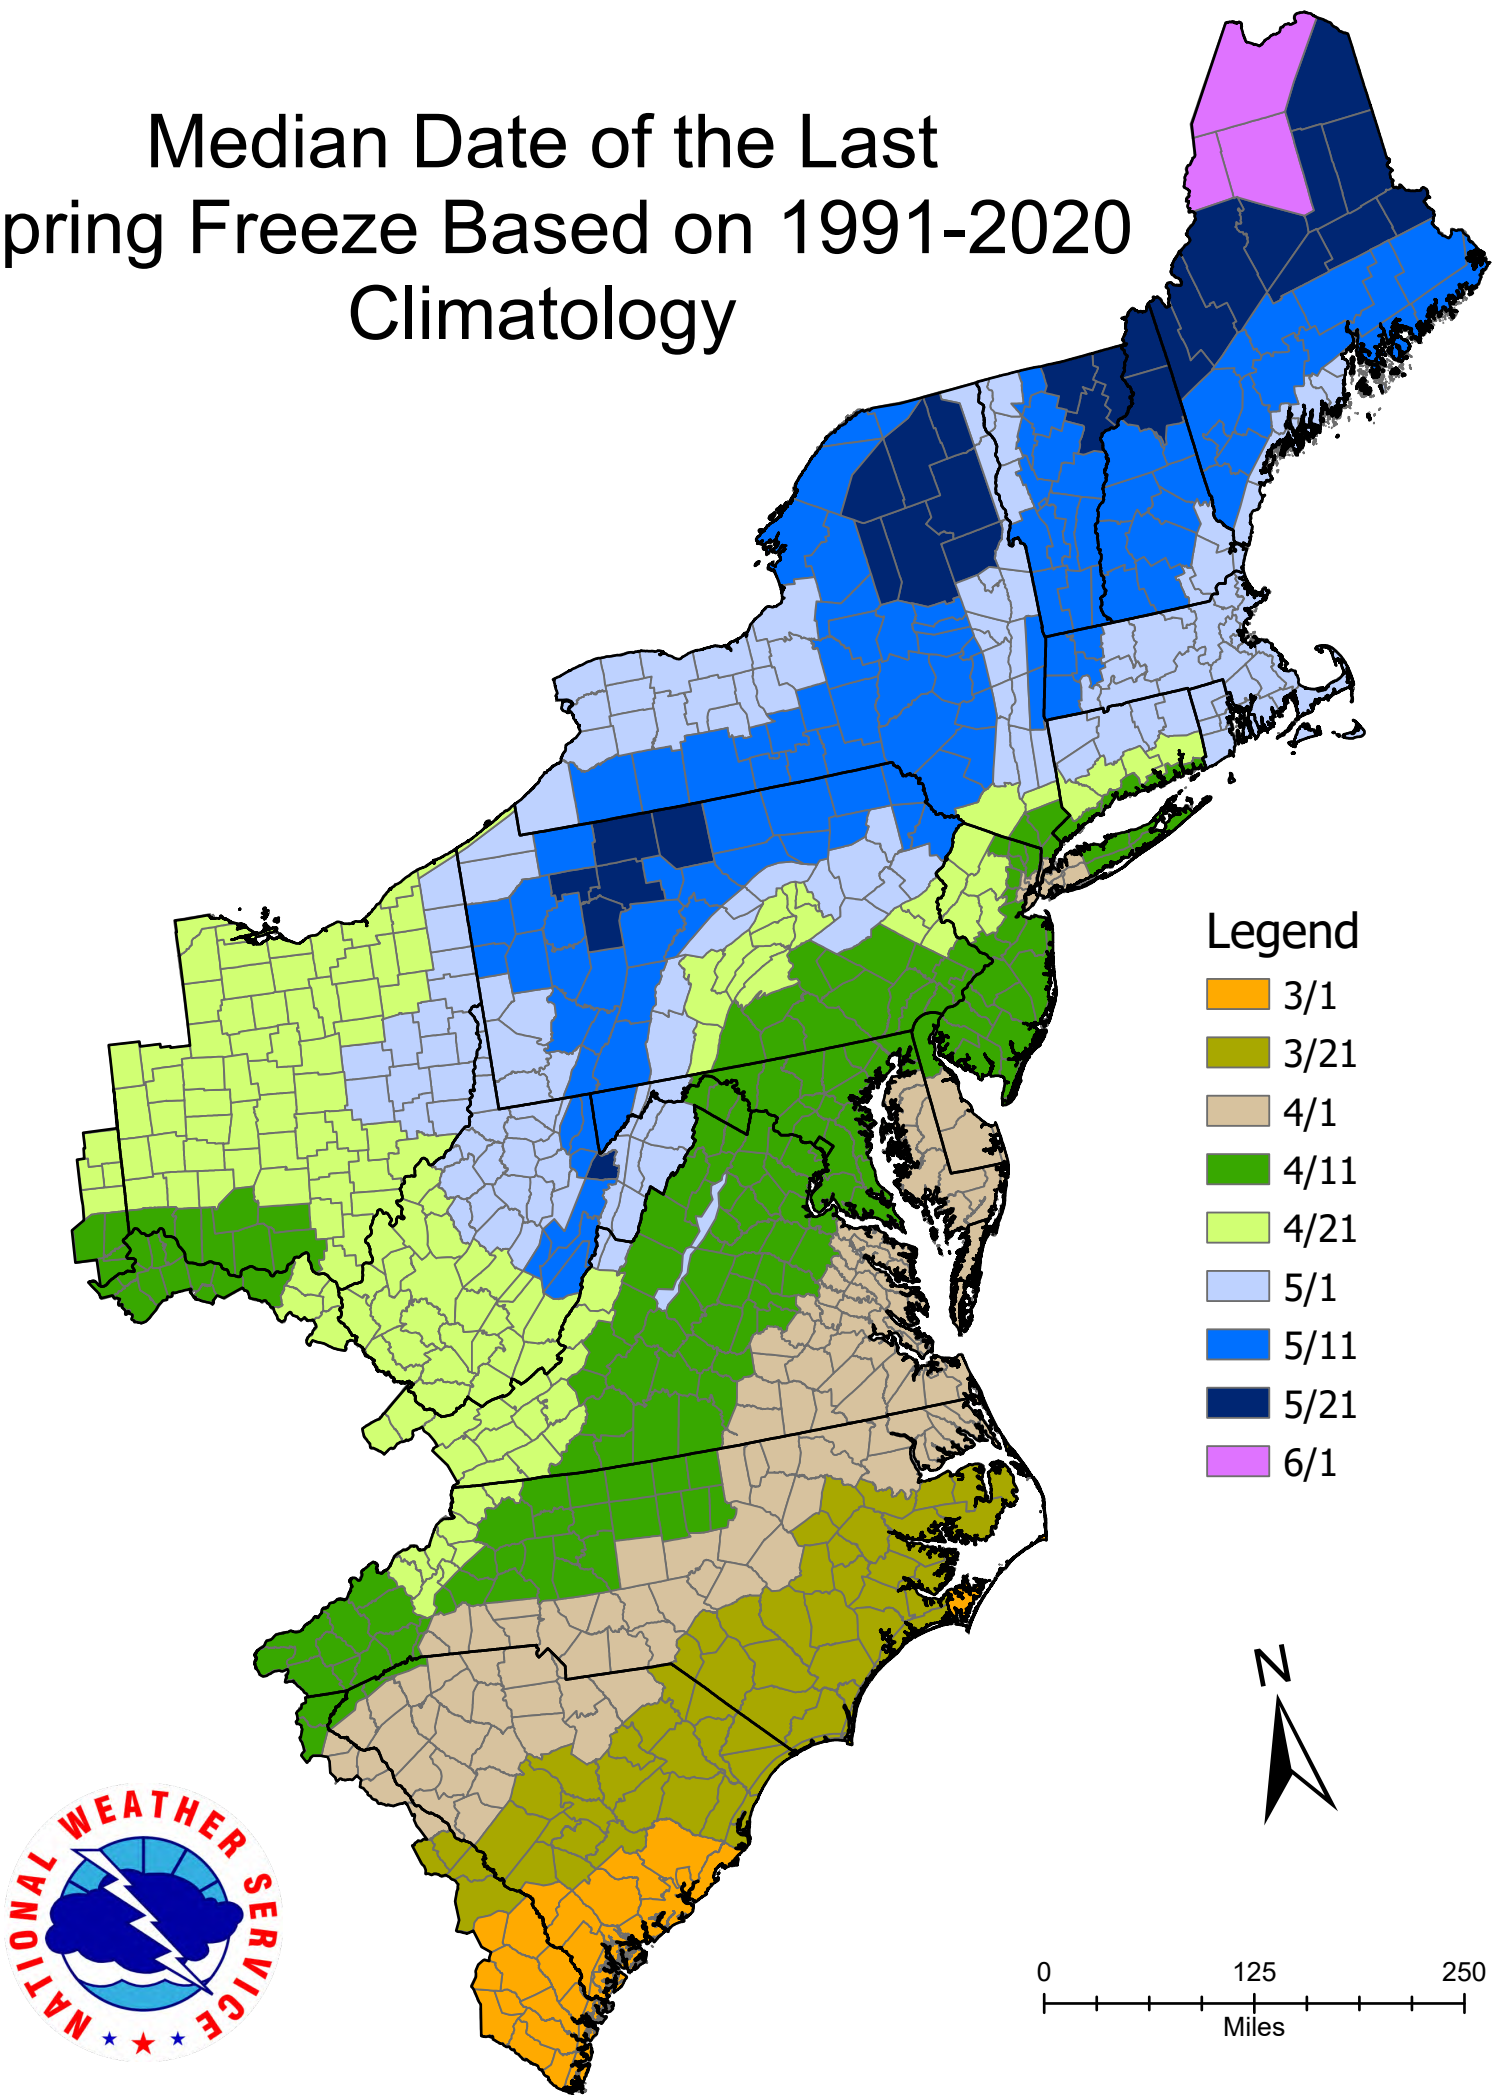 Median Date of the Last
pring Freeze Based on 1991-2020
Climatology
Legend
3/1
3/21
4/1
4/11
4/21
5/1
5/11
5/21
6/1
N
NATIONAL WEATHER SERVICE
0 125 250
Miles